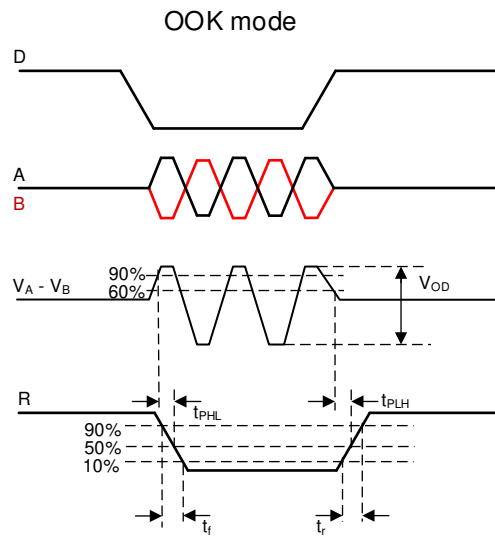 OOK mode
D
A
B
90%
V_A - V_B
60%
V_OD
R
t_PHL
t_PLH
90%
50%
10%
t_f
t_r